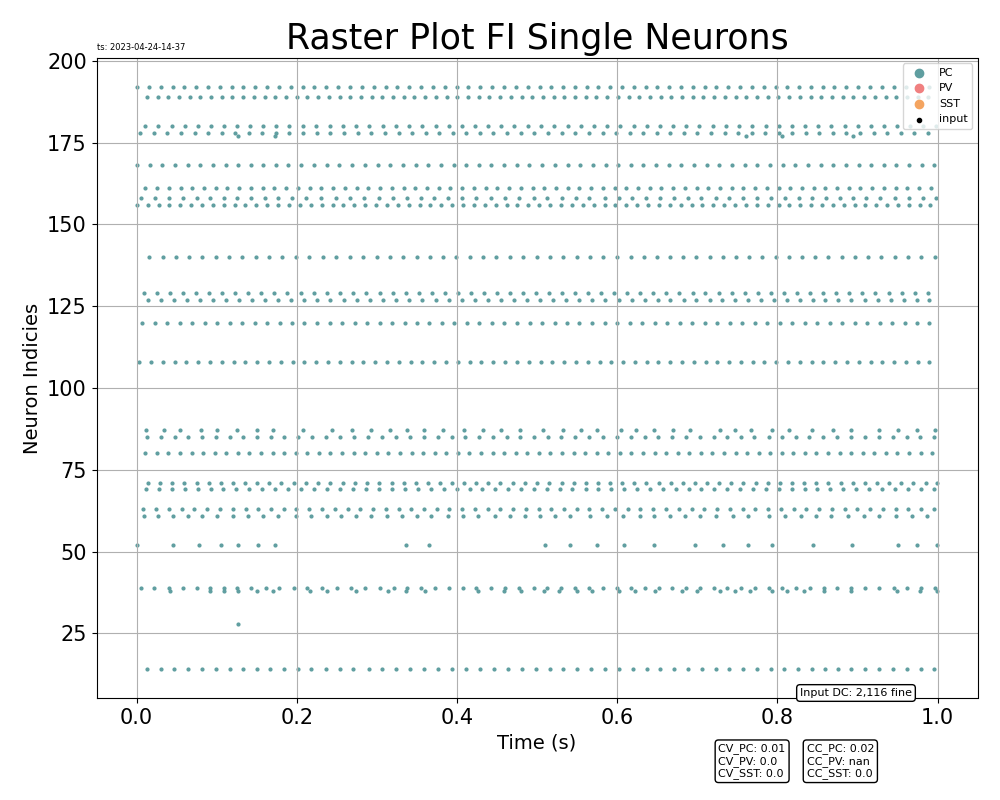 Raster Plot FI Single Neurons
ts: 2023-04-24-14-37
PC
PV
SST
input
200
175
150
125
100
75
50
25
Neuron Indicies
Input DC: 2,116 fine
0.0 0.2 0.4 0.6 0.8 1.0
Time (s)
CV_PC: 0.01
CV_PV: 0.0
CV_SST: 0.0
CC_PC: 0.02
CC_PV: nan
CC_SST: 0.0